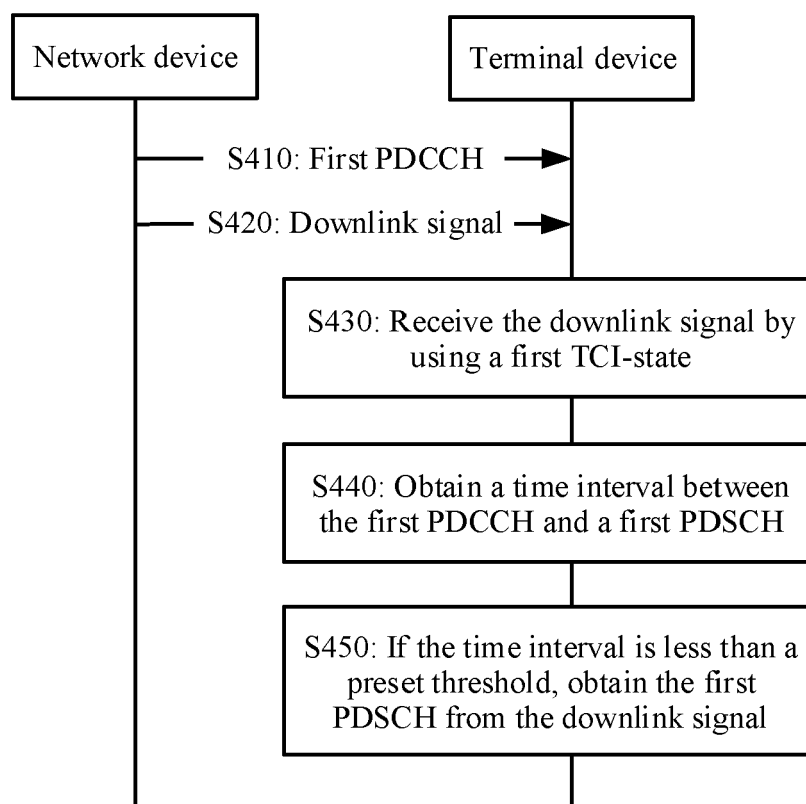 Network device
Terminal device
S410: First PDCCH
S420: Downlink signal
S430: Receive the downlink signal by
using a first TCI-state
S440: Obtain a time interval between
the first PDCCH and a first PDSCH
S450: If the time interval is less than a
preset threshold, obtain the first
PDSCH from the downlink signal